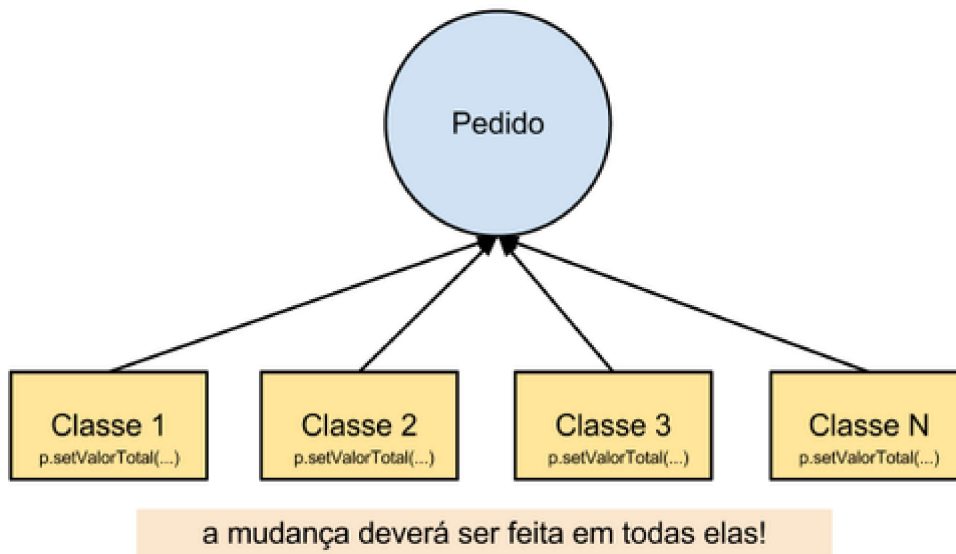 Pedido
Classe 1
p.setValorTotal(...)
Classe 2
p.setValorTotal(...)
Classe 3
p.setValorTotal(...)
Classe N
p.setValorTotal(...)
a mudança deverá ser feita em todas elas!